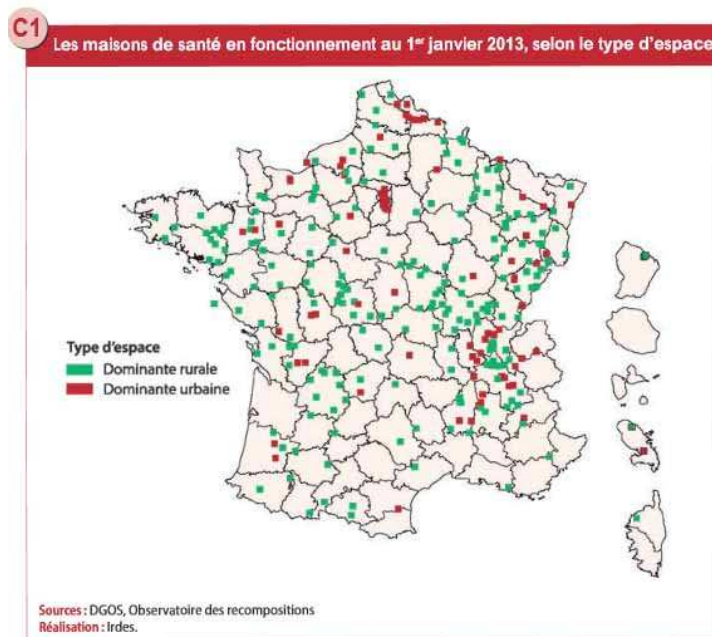 C1
Les maisons de santé en fonctionnement au 1er janvier 2013, selon le type d'espace
Type d'espace
Dominante rurale
Dominante urbaine
Sources : DGOS, Observatoire des recompositions
Réalisation : Irdes.